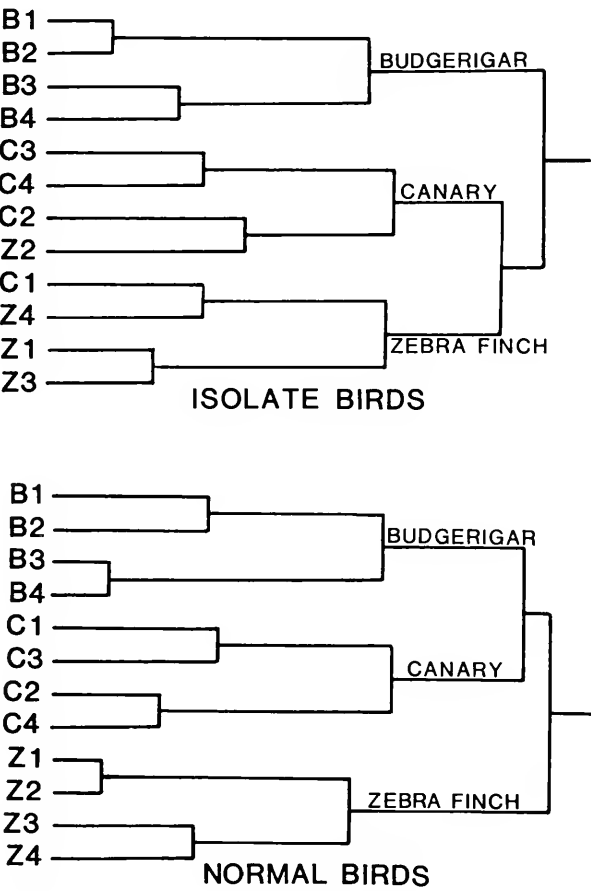 B1
BUDGERIGAR
B2
B3
B4
C3
C4
CANARY
C2
Z2
C1
Z4
Z1
ZEBRA FINCH
Z3
ISOLATE BIRDS
B1
B2
BUDGERIGAR
B3
B4
C1
C3
CANARY
C2
C4
Z1
Z2
ZEBRA FINCH
Z3
Z4
NORMAL BIRDS